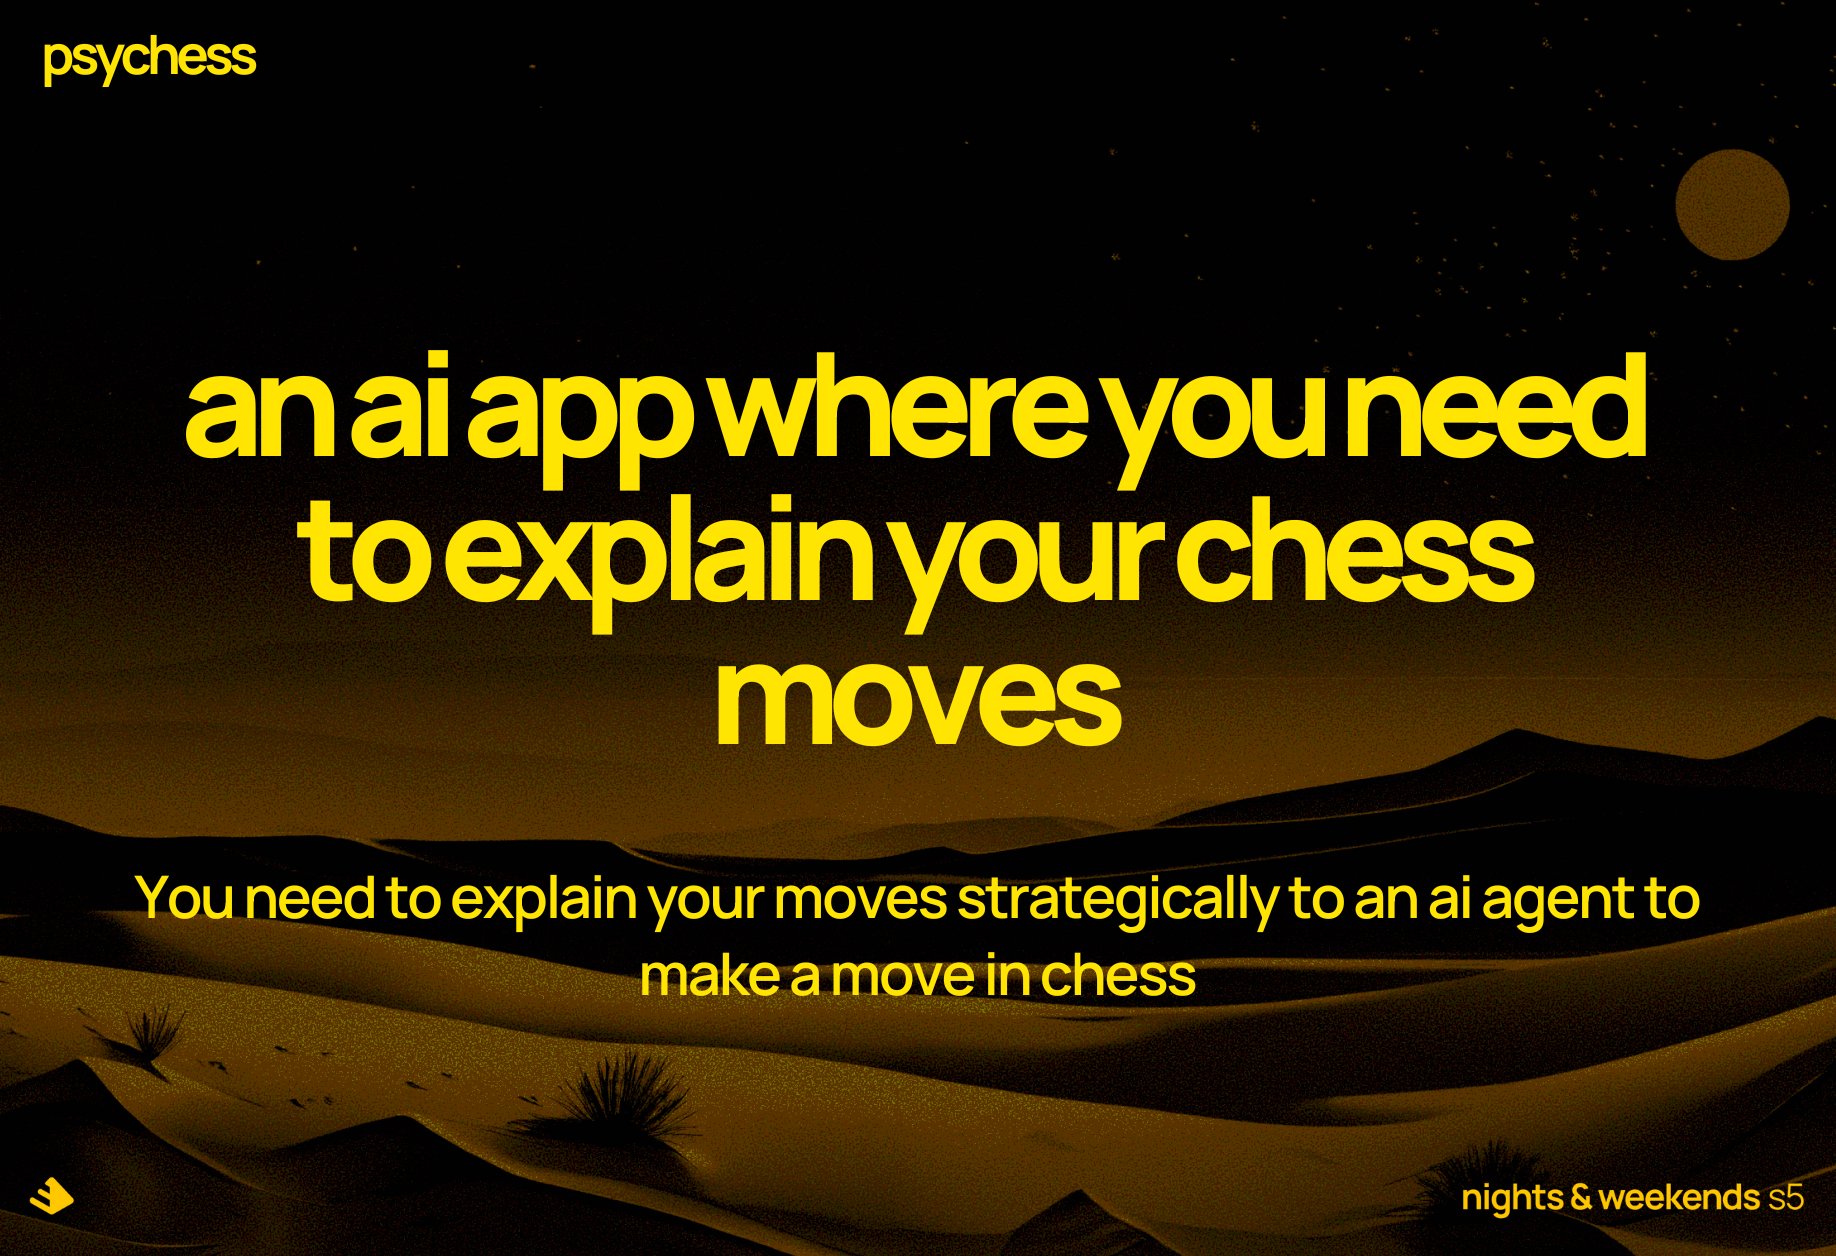 psychess
an ai app where you need
to explain your chess
moves
You need to explain your moves strategically to an ai agent to
make a move in chess
nights & weekends s5